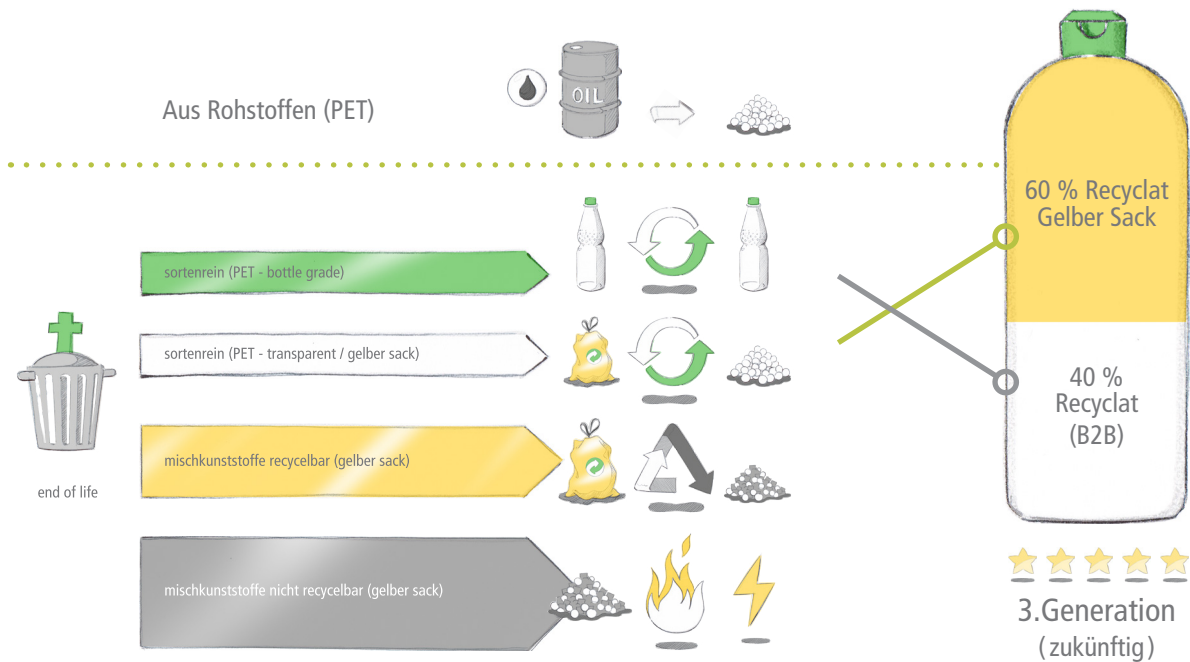 Aus Rohstoffen (PET)
OIL
sortenrein (PET - bottle grade)
sortenrein (PET - transparent / gelber sack)
mischkunststoffe recycelbar (gelber sack)
mischkunststoffe nicht recycelbar (gelber sack)
end of life
60 % Recyclat
Gelber Sack
40 %
Recyclat
(B2B)
3.Generation
(zukünftig)